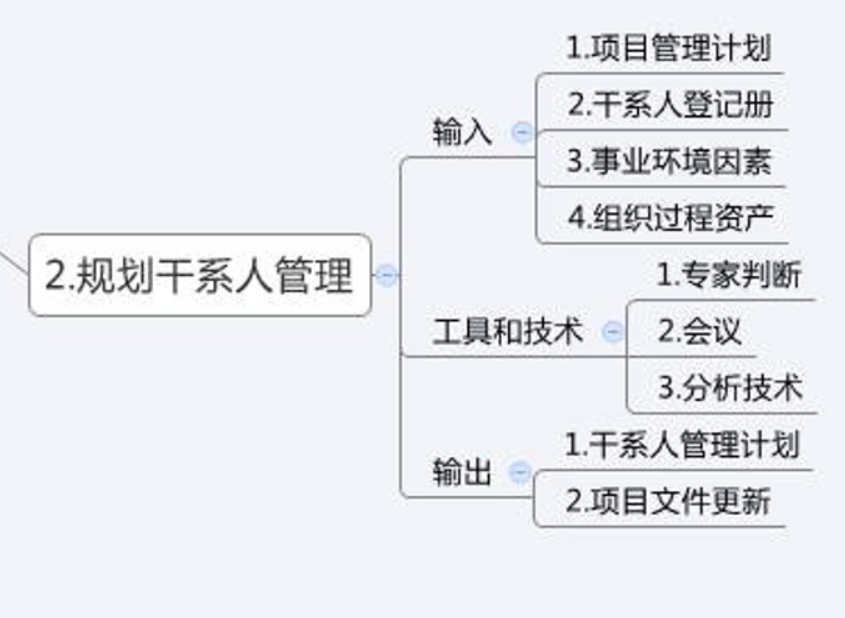 2.规划干系人管理
输入
1.项目管理计划
2.干系人登记册
3.事业环境因素
4.组织过程资产
工具和技术
1.专家判断
2.会议
3.分析技术
输出
1.干系人管理计划
2.项目文件更新